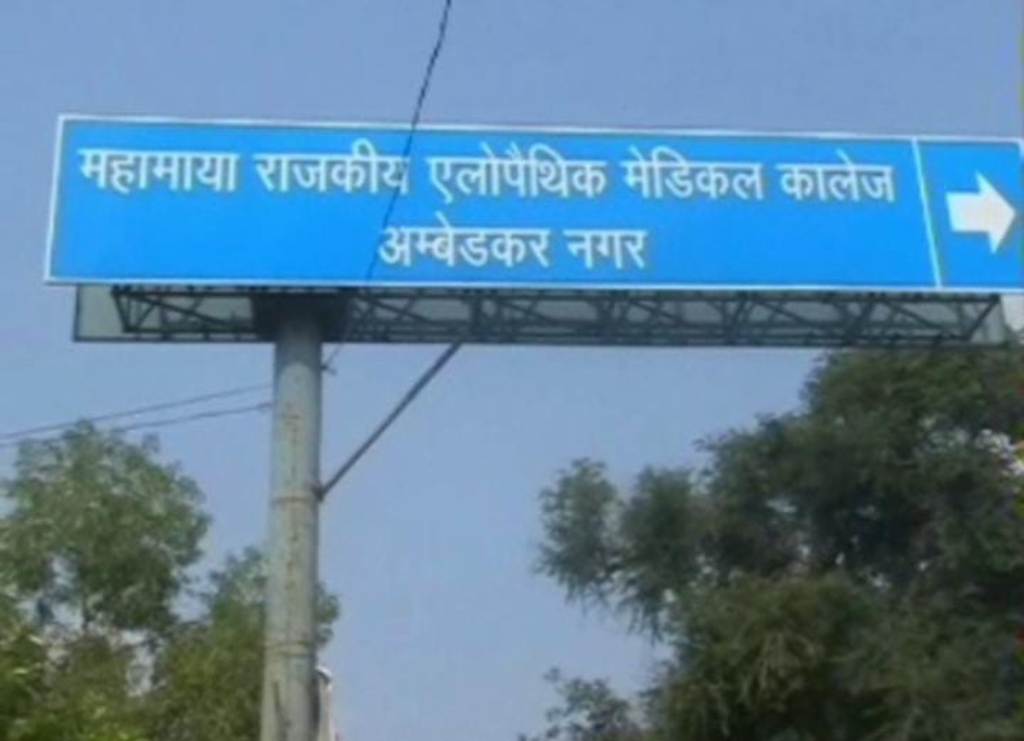 महामाया राजकीय एलोपैथिक मेडिकल कालेज
अम्बेडकर नगर